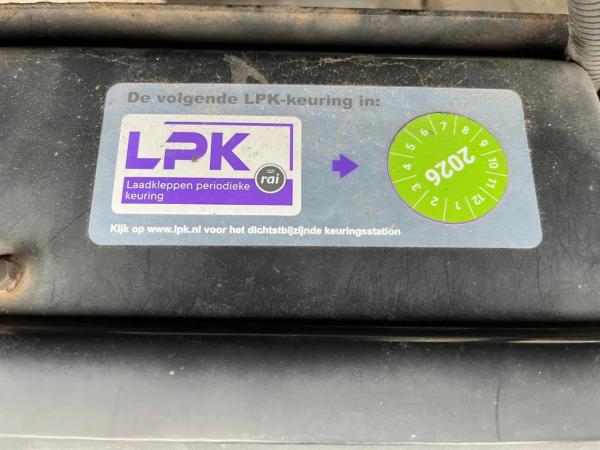 De volgende LPK-keuring in:
LPK
Laadkleppen periodieke
keuring
rai
1 2 3 4 5 6 7 8 9 10 11 12
2026
Kijk op www.lpk.nl voor het dichtstbijzijnde keuringsstation